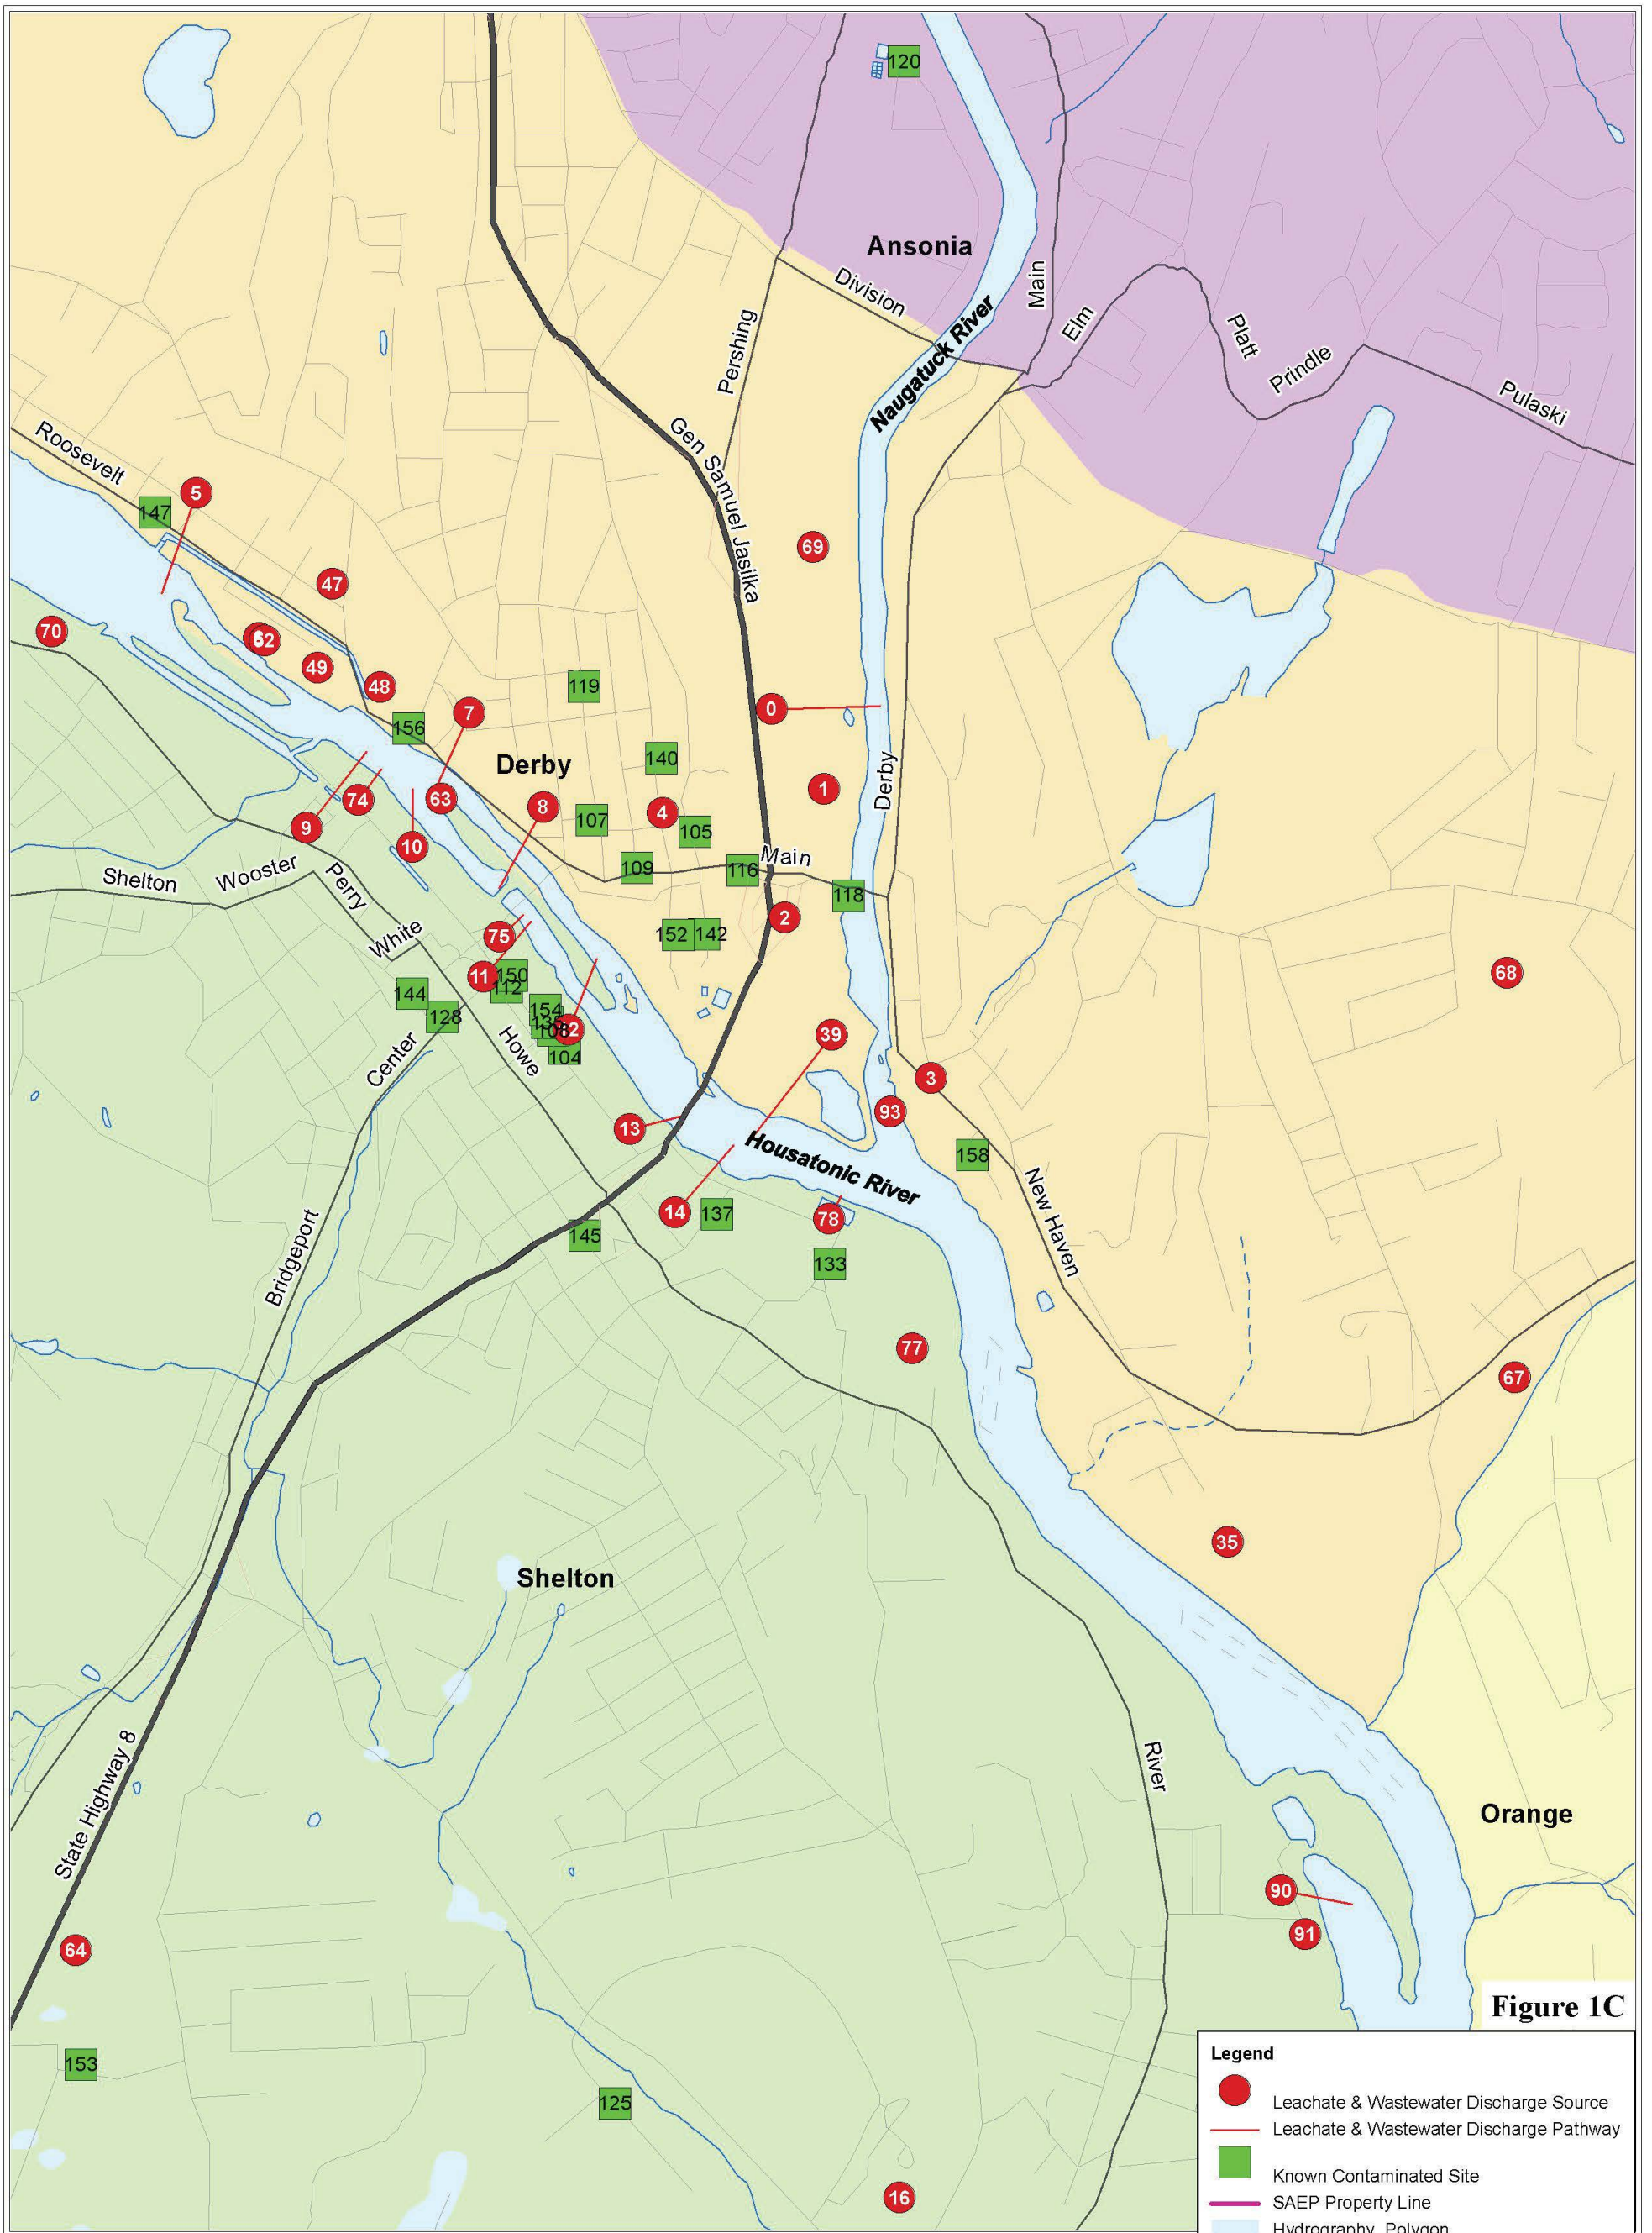 120
Ansonia
Division
Main
Elm
Platt
Prindle
Pulaski
Pershing
Naugatuck River
Gen Samuel Jasilka
Roosevelt
5
147
69
47
70
62
49
48
119
7
0
156
140
Derby
1
Derby
74
63
8
4
107
105
9
10
109
116
Main
118
Shelton
Wooster
Perry
2
White
75
152
142
68
11
150
112
144
128
154
104
Howe
Center
39
3
93
13
158
Housatonic River
14
137
78
145
133
New Haven
Bridgeport
77
67
35
Shelton
State Highway 8
River
Orange
90
91
64
153
125
16
Figure 1C
Legend
Leachate & Wastewater Discharge Source
Leachate & Wastewater Discharge Pathway
Known Contaminated Site
SAEP Property Line
Hydrography, Polygon